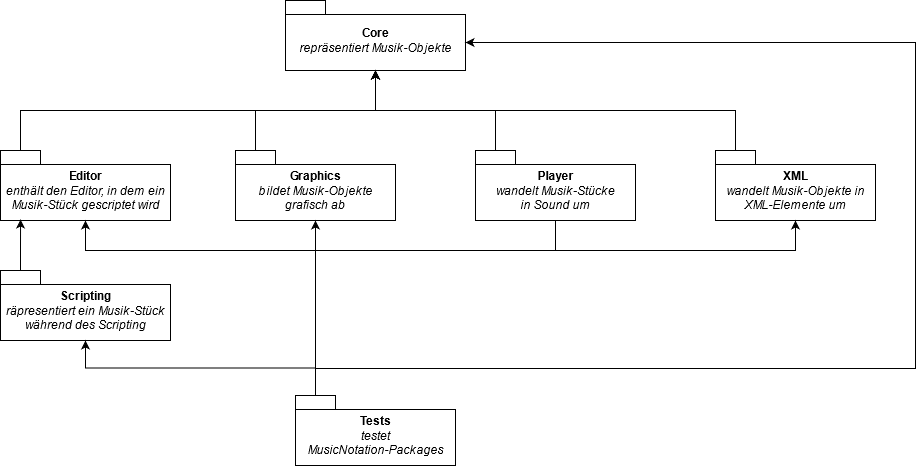 Core
repräsentiert Musik-Objekte
Editor
enthält den Editor, in dem ein
Musik-Stück gescriptet wird
Graphics
bildet Musik-Objekte
grafisch ab
Player
wandelt Musik-Stücke
in Sound um
XML
wandelt Musik-Objekte in
XML-Elemente um
Scripting
räpresentiert ein Musik-Stück
während des Scripting
Tests
testet
MusicNotation-Packages